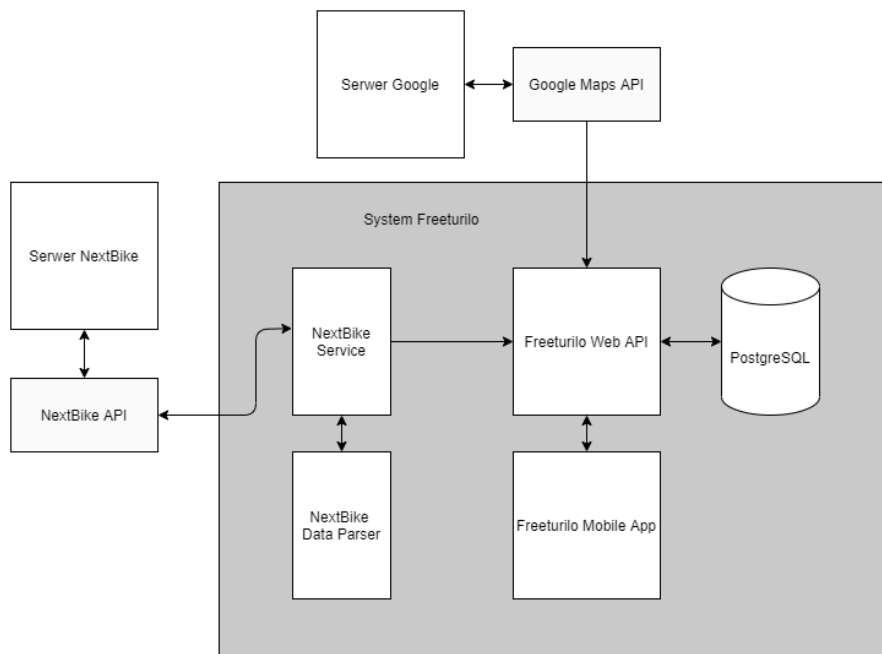 Serwer Google
Google Maps API
System Freeturilo
Serwer NextBike
NextBike
Service
Freeturilo Web API
PostgreSQL
NextBike API
NextBike
Data Parser
Freeturilo Mobile App